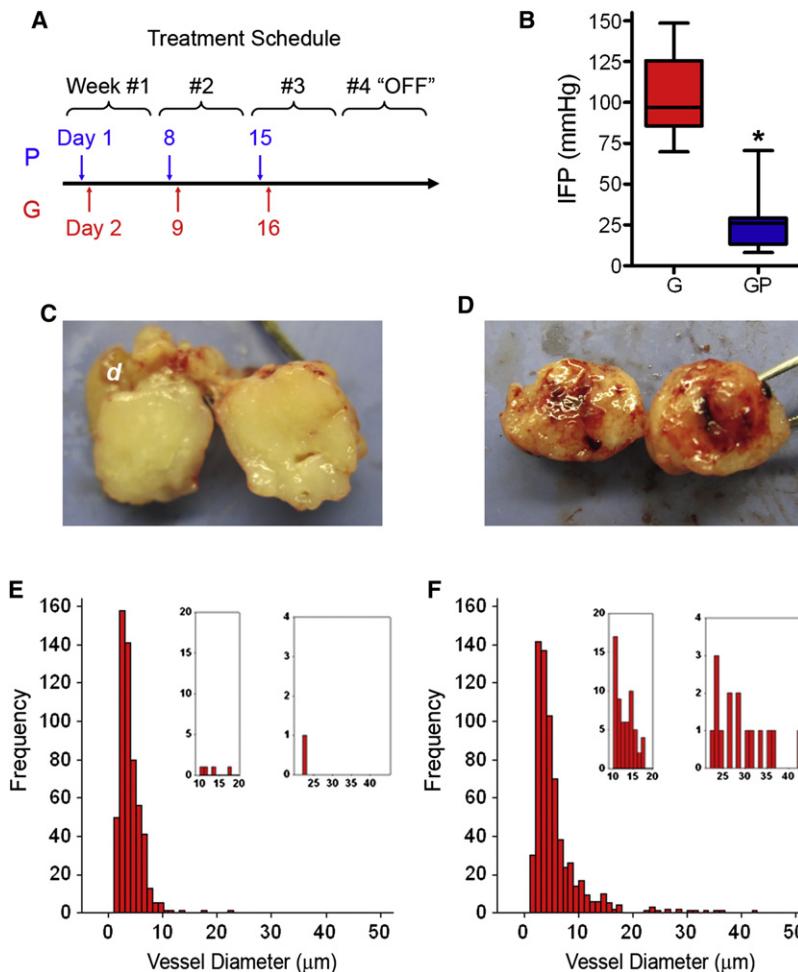 A
Treatment Schedule
Week #1 #2 #3 #4 "OFF"
Day 1 8 15
P
G
Day 2 9 16
B
IFP (mmHg)
150
125
100
75
50
25
0
*
G GP
C
d
D
E
Frequency
160
140
120
100
80
60
40
20
0
0 10 20 30 40 50
Vessel Diameter (μm)
20
15
10
5
0
10 15 20
4
3
2
1
0
25 30 35 40
F
Frequency
160
140
120
100
80
60
40
20
0
0 10 20 30 40 50
Vessel Diameter (μm)
20
15
10
5
0
10 15 20
4
3
2
1
0
25 30 35 40